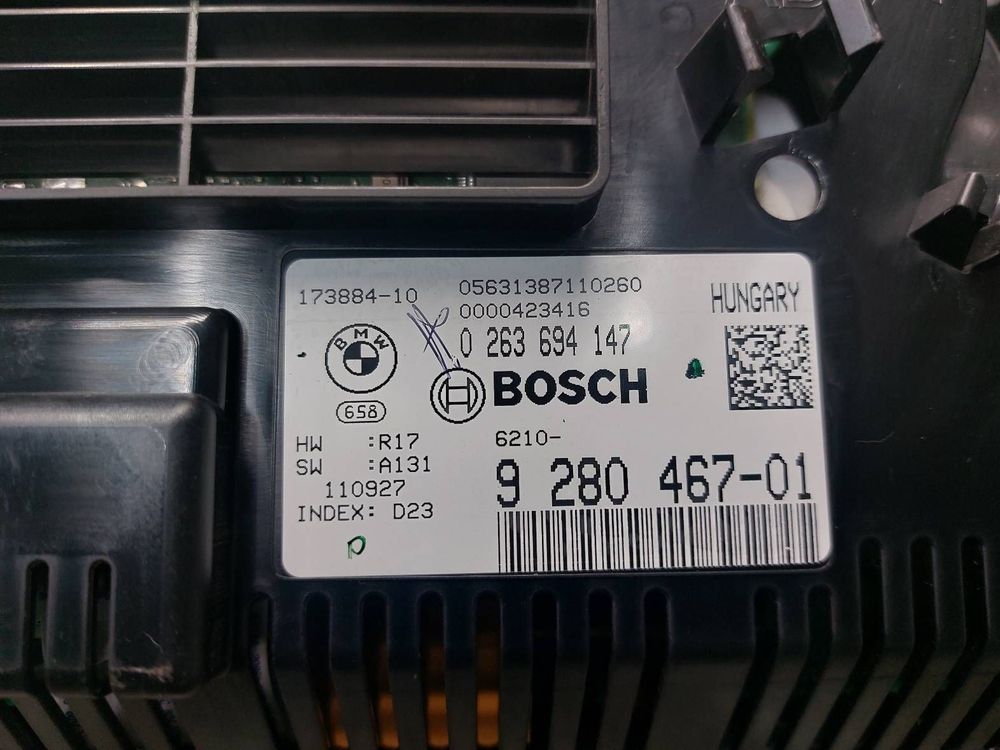 173884-10
05631387110260
0000423416
0 263 694 147
HUNGARY
BMW
BOSCH
658
HW :R17
SW :A131
110927
INDEX: D23
6210-
9 280 467-01
P